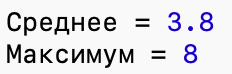 Среднее = 3.8
Максимум = 8